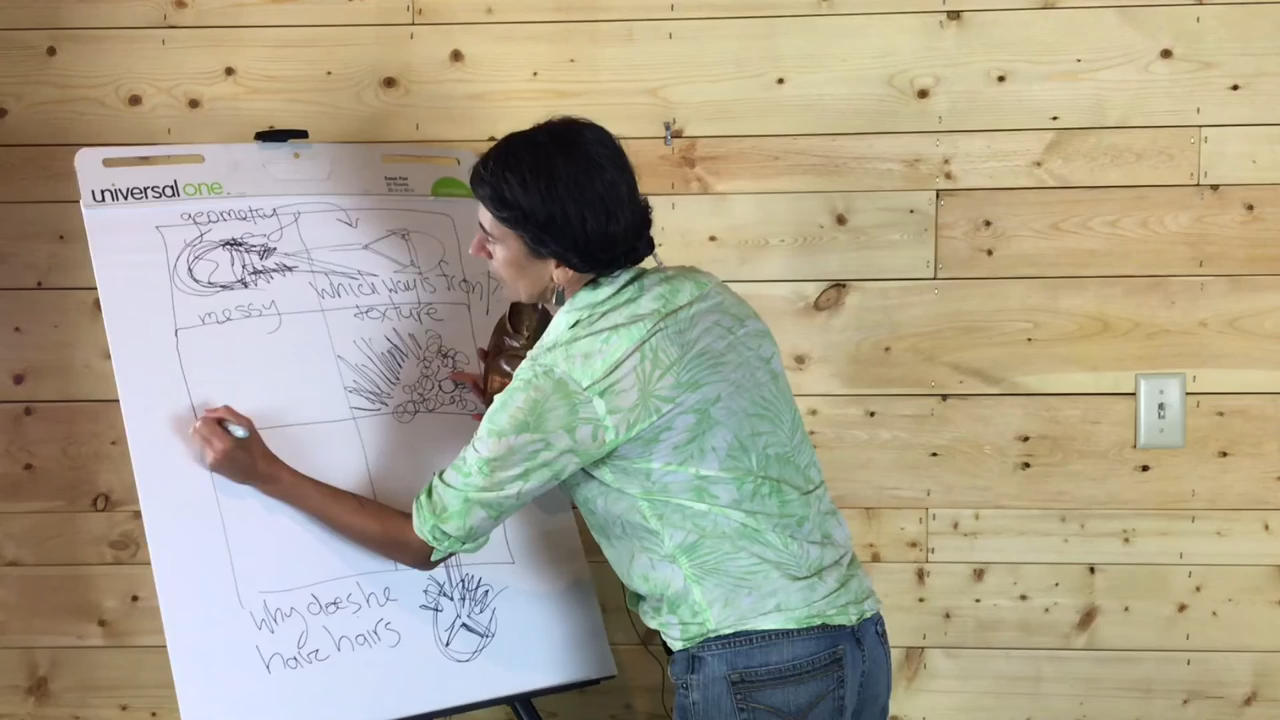 universal one
geometry
which way is front
messy
texture
why does he
have hairs